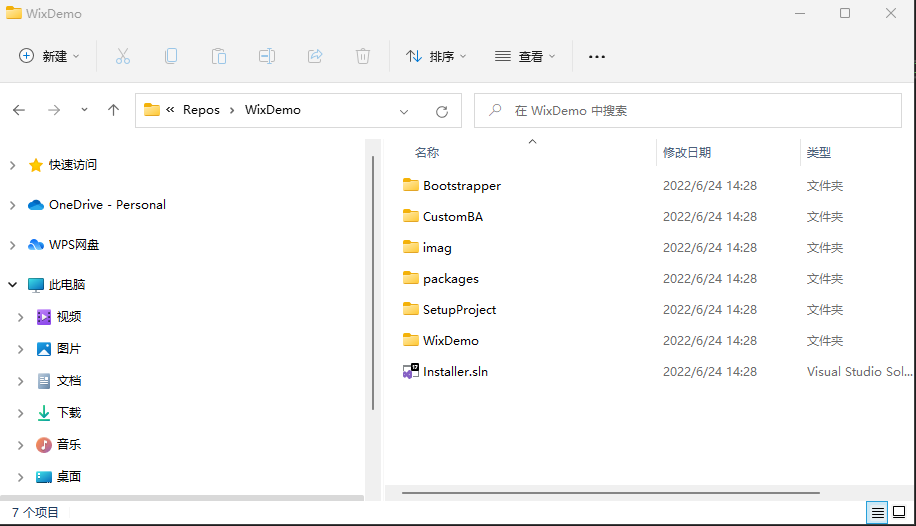 WixDemo
新建 排序 查看
« Repos > WixDemo 在 WixDemo 中搜索
名称 修改日期 类型
快速访问
OneDrive - Personal
WPS网盘
此电脑
视频
图片
文档
下载
音乐
桌面
Bootstrapper 2022/6/24 14:28 文件夹
CustomBA 2022/6/24 14:28 文件夹
imag 2022/6/24 14:28 文件夹
packages 2022/6/24 14:28 文件夹
SetupProject 2022/6/24 14:28 文件夹
WixDemo 2022/6/24 14:28 文件夹
Installer.sln 2022/6/24 14:28 Visual Studio Sol...
7 个项目